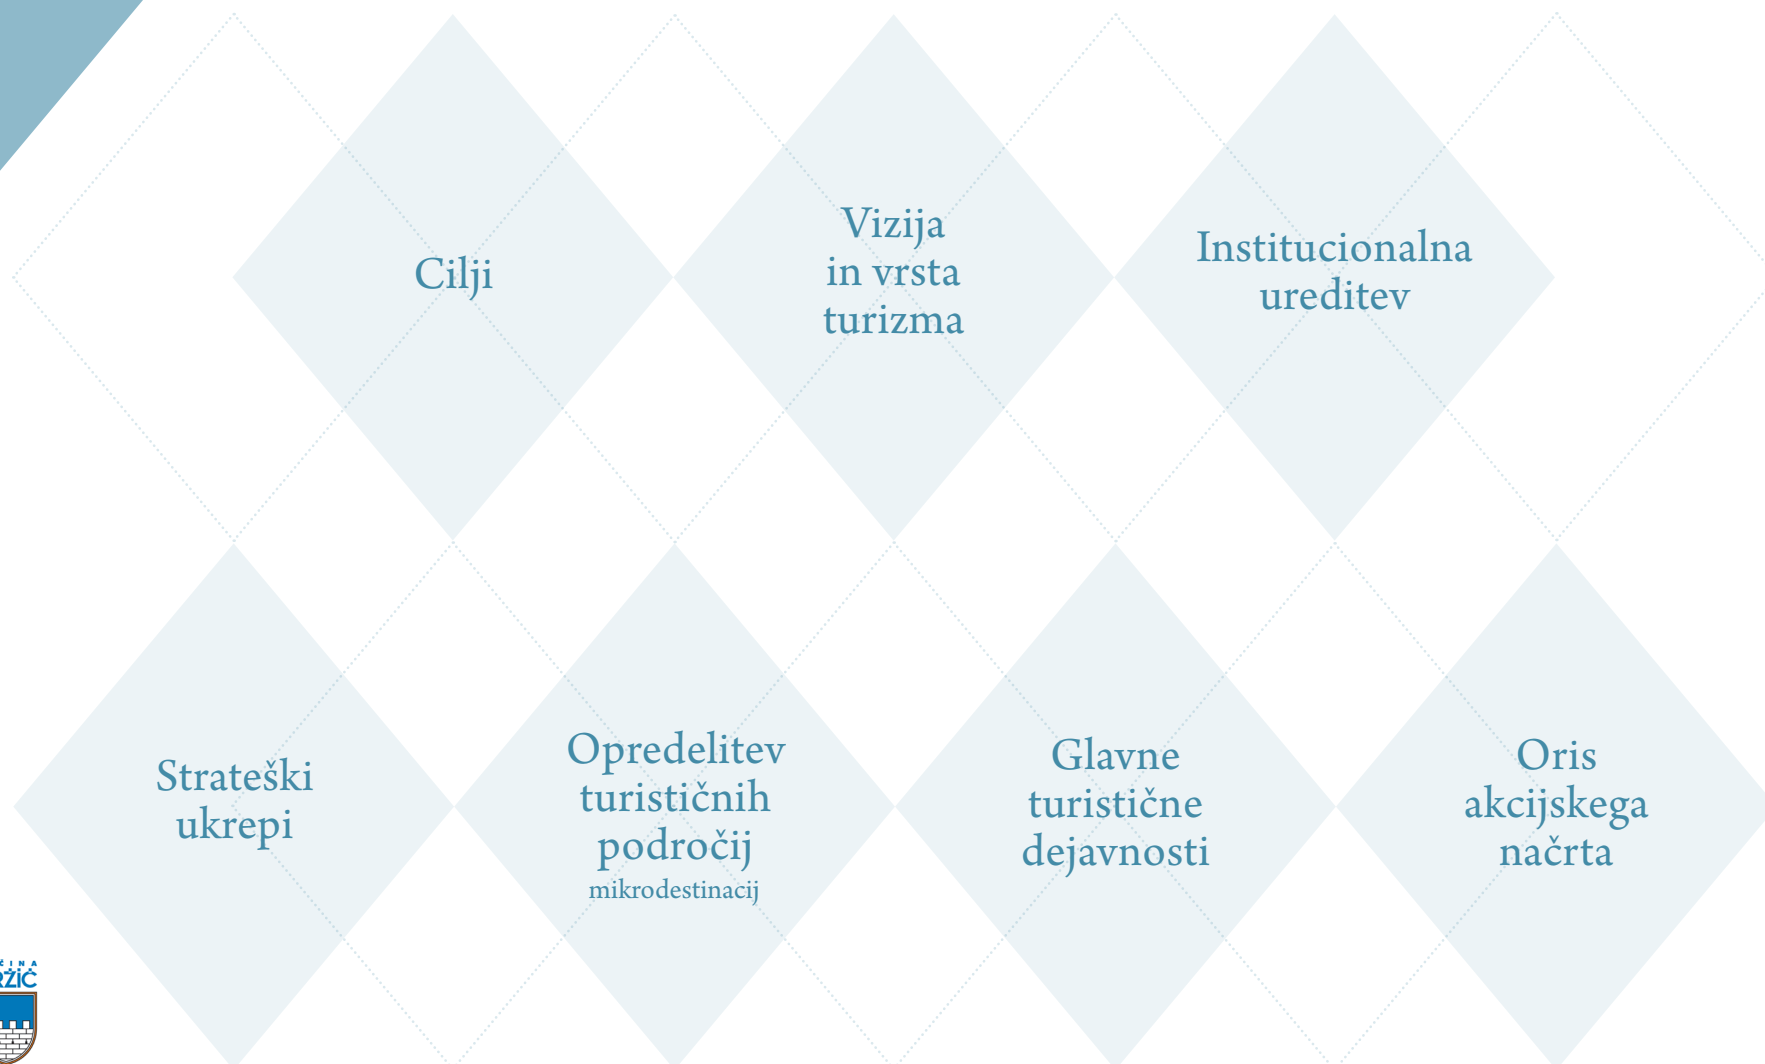 Cilji
Vizija
in vrsta
turizma
Institucionalna
ureditev
Strateški
ukrepi
Opredelitev
turističnih
področij
mikrodestinacij
Glavne
turistične
dejavnosti
Oris
akcijskega
načrta